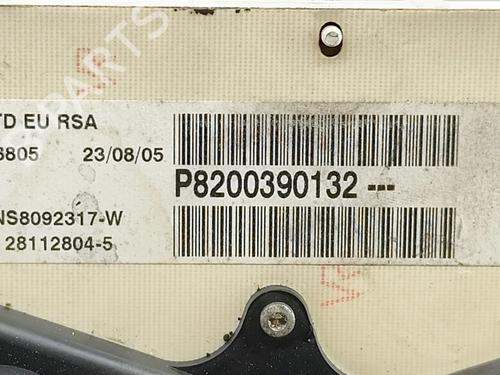 TD EU RSA
6805 23/08/05
P8200390132 ---
NS8092317-W
28112804-5